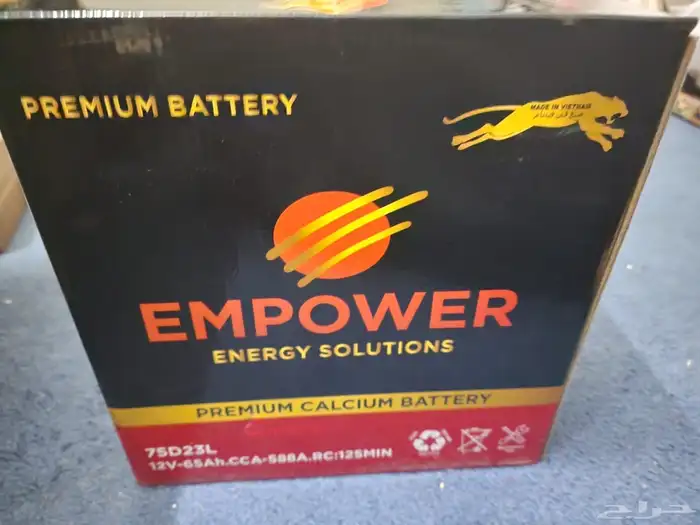 PREMIUM BATTERY
MADE IN VIETNAM
EMPOWER
ENERGY SOLUTIONS
PREMIUM CALCIUM BATTERY
75D23L
12V-65Ah.CCA-588A.RC:125MIN
حراج